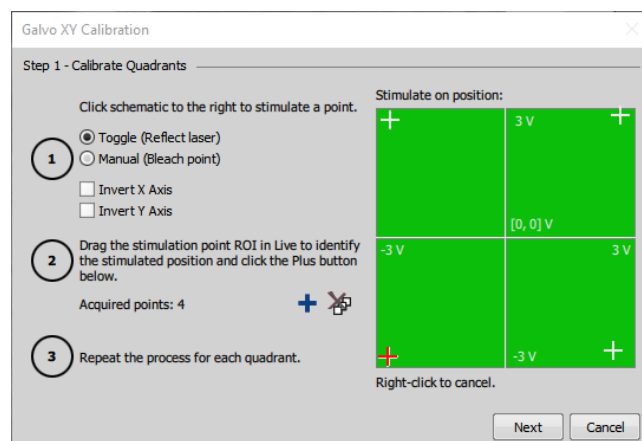 Galvo XY Calibration
Step 1 - Calibrate Quadrants
Click schematic to the right to stimulate a point.
1
Toggle (Reflect laser)
Manual (Bleach point)
Invert X Axis
Invert Y Axis
2
Drag the stimulation point ROI in Live to identify
the stimulated position and click the Plus button
below.
Acquired points: 4
3
Repeat the process for each quadrant.
Stimulate on position:
3 V
[0, 0] V
-3 V
3 V
-3 V
Right-click to cancel.
Next
Cancel